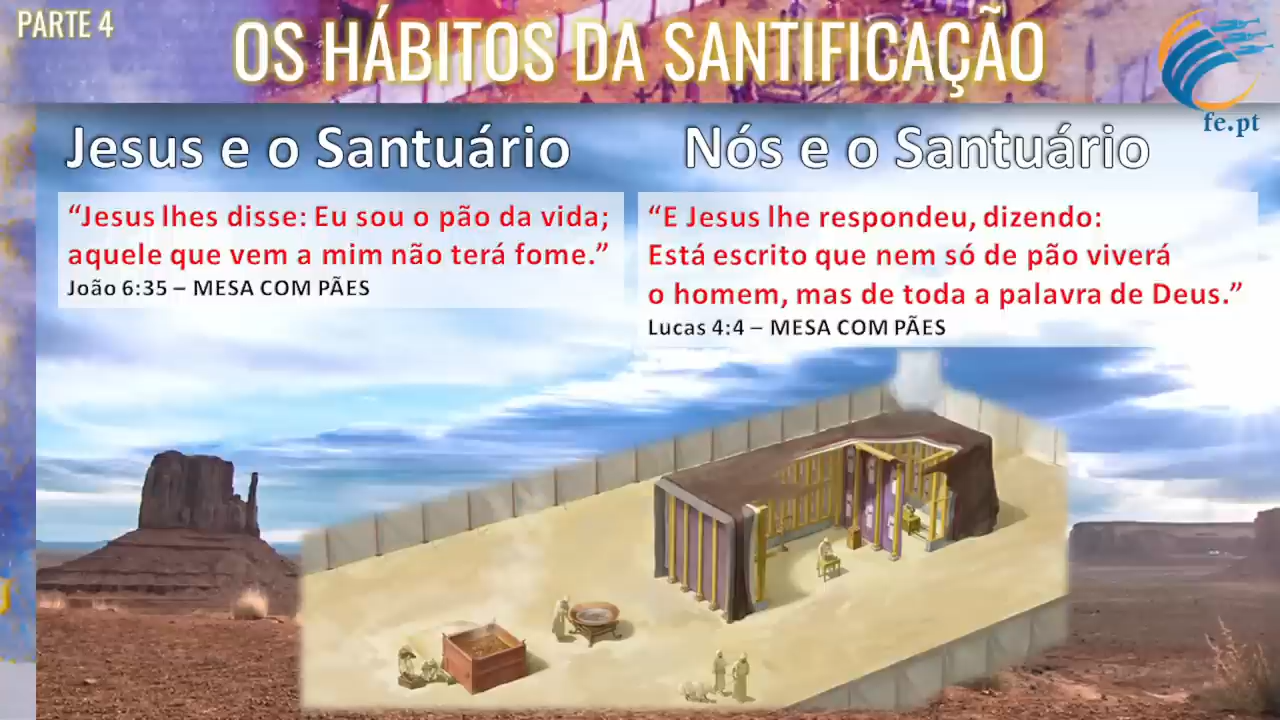 PARTE 4
OS HÁBITOS DA SANTIFICAÇÃO
fe.pt
Jesus e o Santuário
“Jesus lhes disse: Eu sou o pão da vida;
aquele que vem a mim não terá fome.”
João 6:35 – MESA COM PÃES
Nós e o Santuário
“E Jesus lhe respondeu, dizendo:
Está escrito que nem só de pão viverá
o homem, mas de toda a palavra de Deus.”
Lucas 4:4 – MESA COM PÃES